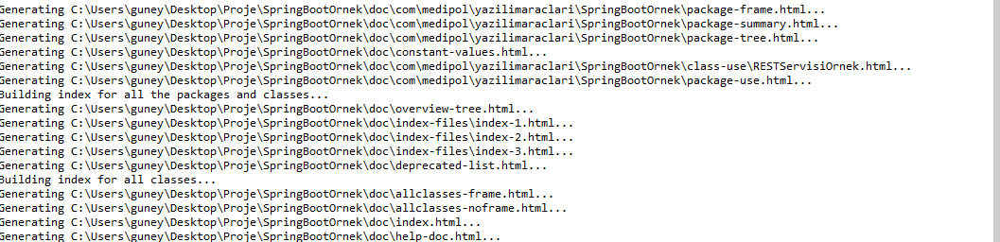 Generating C:\Users\guney\Desktop\Proje\SpringBootOrnek\doc\com\medipol\yazilimaraclari\SpringBootOrnek\package-frame.html...
Generating C:\Users\guney\Desktop\Proje\SpringBootOrnek\doc\com\medipol\yazilimaraclari\SpringBootOrnek\package-summary.html...
Generating C:\Users\guney\Desktop\Proje\SpringBootOrnek\doc\com\medipol\yazilimaraclari\SpringBootOrnek\package-tree.html...
Generating C:\Users\guney\Desktop\Proje\SpringBootOrnek\doc\constant-values.html...
Generating C:\Users\guney\Desktop\Proje\SpringBootOrnek\doc\com\medipol\yazilimaraclari\SpringBootOrnek\class-use\RESTServisiOrnek.html...
Generating C:\Users\guney\Desktop\Proje\SpringBootOrnek\doc\com\medipol\yazilimaraclari\SpringBootOrnek\package-use.html...
Building index for all the packages and classes...
Generating C:\Users\guney\Desktop\Proje\SpringBootOrnek\doc\overview-tree.html...
Generating C:\Users\guney\Desktop\Proje\SpringBootOrnek\doc\index-files\index-1.html...
Generating C:\Users\guney\Desktop\Proje\SpringBootOrnek\doc\index-files\index-2.html...
Generating C:\Users\guney\Desktop\Proje\SpringBootOrnek\doc\index-files\index-3.html...
Generating C:\Users\guney\Desktop\Proje\SpringBootOrnek\doc\deprecated-list.html...
Building index for all classes...
Generating C:\Users\guney\Desktop\Proje\SpringBootOrnek\doc\allclasses-frame.html...
Generating C:\Users\guney\Desktop\Proje\SpringBootOrnek\doc\allclasses-noframe.html...
Generating C:\Users\guney\Desktop\Proje\SpringBootOrnek\doc\index.html...
Generating C:\Users\guney\Desktop\Proje\SpringBootOrnek\doc\help-doc.html...